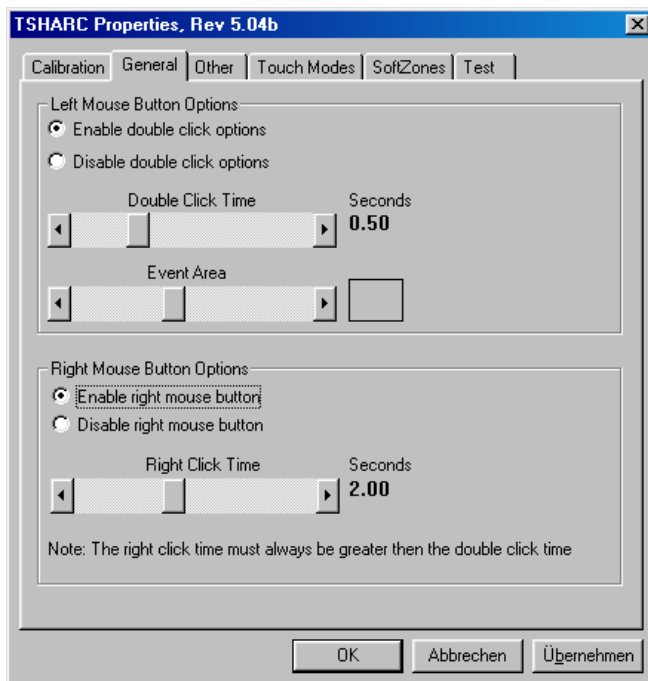 TSHARC Properties, Rev 5.04b
Calibration General Other Touch Modes SoftZones Test
Left Mouse Button Options
Enable double click options
Disable double click options
Double Click Time Seconds
0.50
Event Area
Right Mouse Button Options
Enable right mouse button
Disable right mouse button
Right Click Time Seconds
2.00
Note: The right click time must always be greater then the double click time
OK Abbrechen Übernehmen